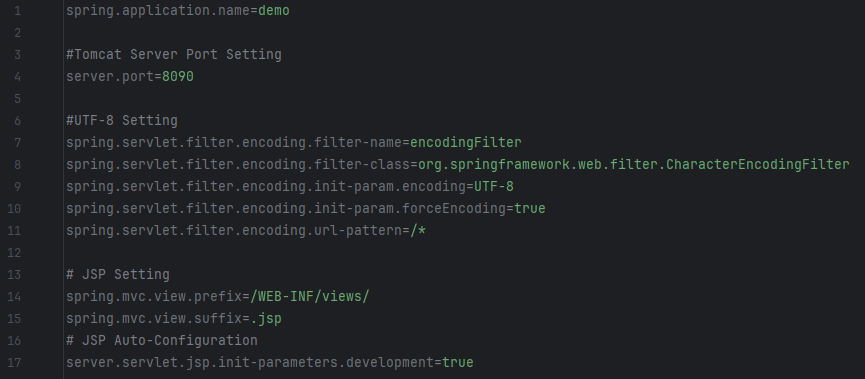 1 spring.application.name=demo
2
3 #Tomcat Server Port Setting
4 server.port=8090
5
6 #UTF-8 Setting
7 spring.servlet.filter.encoding.filter-name=encodingFilter
8 spring.servlet.filter.encoding.filter-class=org.springframework.web.filter.CharacterEncodingFilter
9 spring.servlet.filter.encoding.init-param.encoding=UTF-8
10 spring.servlet.filter.encoding.init-param.forceEncoding=true
11 spring.servlet.filter.encoding.url-pattern=/*
12
13 # JSP Setting
14 spring.mvc.view.prefix=/WEB-INF/views/
15 spring.mvc.view.suffix=.jsp
16 # JSP Auto-Configuration
17 server.servlet.jsp.init-parameters.development=true